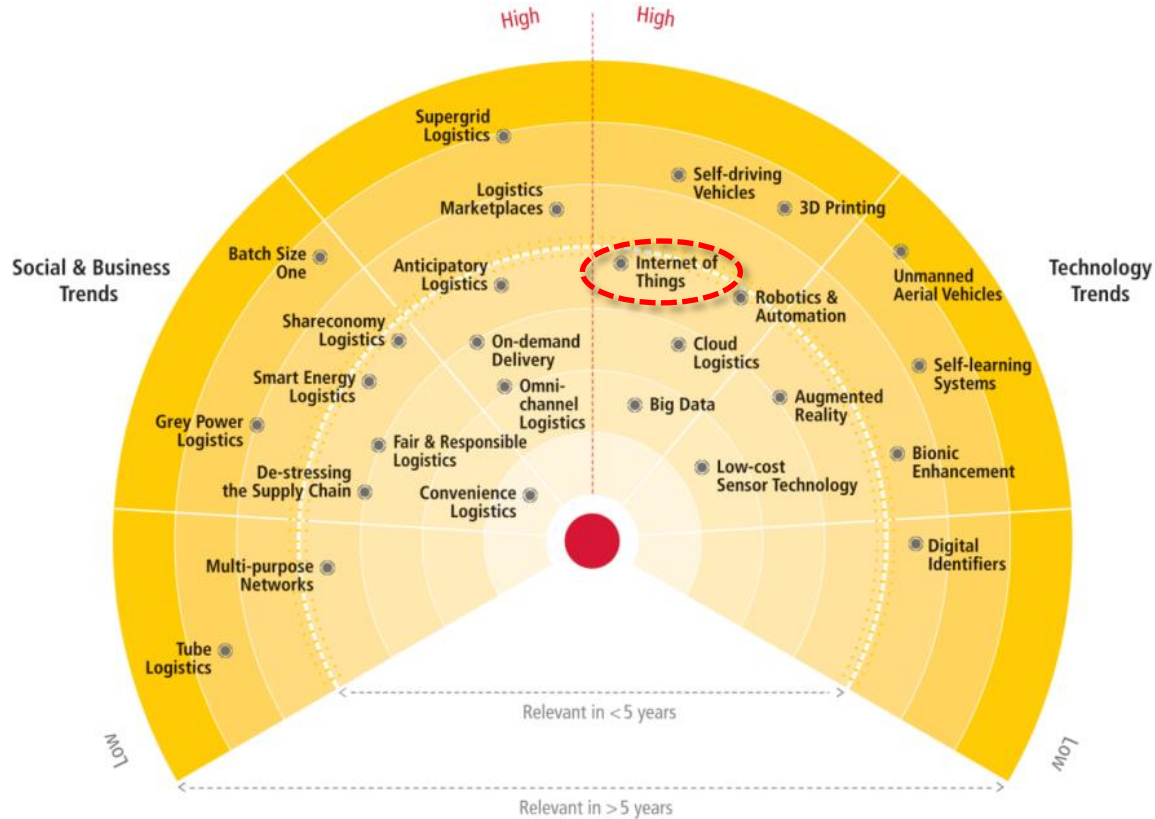 High
High
Supergrid
Logistics
Self-driving
Vehicles
Logistics
Marketplaces
3D Printing
Batch Size
One
Social & Business
Trends
Anticipatory
Logistics
Internet of
Things
Unmanned
Aerial Vehicles
Technology
Trends
Shareconomy
Logistics
Robotics &
Automation
On-demand
Delivery
Cloud
Logistics
Smart Energy
Logistics
Self-learning
Systems
Omni-
channel
Logistics
Big Data
Augmented
Reality
Grey Power
Logistics
Fair & Responsible
Logistics
Bionic
Enhancement
De-stressing
the Supply Chain
Low-cost
Sensor Technology
Convenience
Logistics
Digital
Identifiers
Multi-purpose
Networks
Tube
Logistics
Relevant in <5 years
Low
Low
Relevant in >5 years